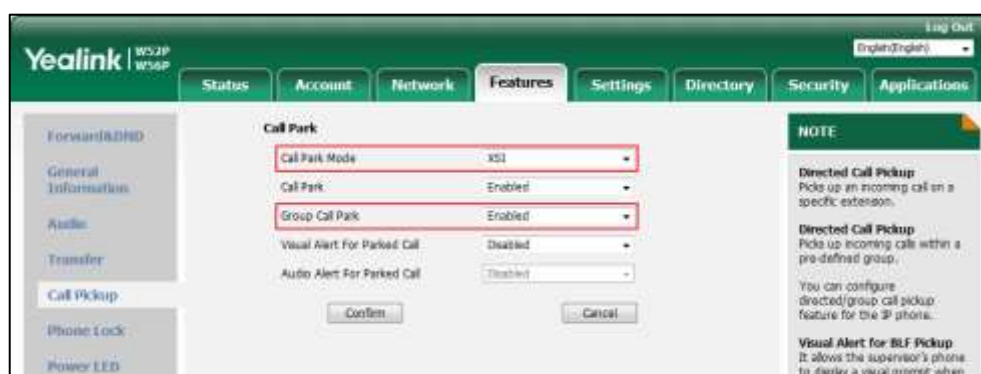 Log Out
Yealink | W52P
W56P
English(English)
Status
Account
Network
Features
Settings
Directory
Security
Applications
Forward&DND
General
Information
Audio
Transfer
Call Pickup
Phone Lock
Power LED
Call Park
Call Park Mode XSI
Call Park Enabled
Group Call Park Enabled
Visual Alert For Parked Call Disabled
Audio Alert For Parked Call Disabled
Confirm
Cancel
NOTE
Directed Call Pickup
Picks up an incoming call on a
specific extension.
Directed Call Pickup
Picks up incoming calls within a
pre-defined group.
You can configure
directed/group call pickup
feature for the IP phone.
Visual Alert for BLF Pickup
It allows the supervisor's phone
to display a visual prompt when